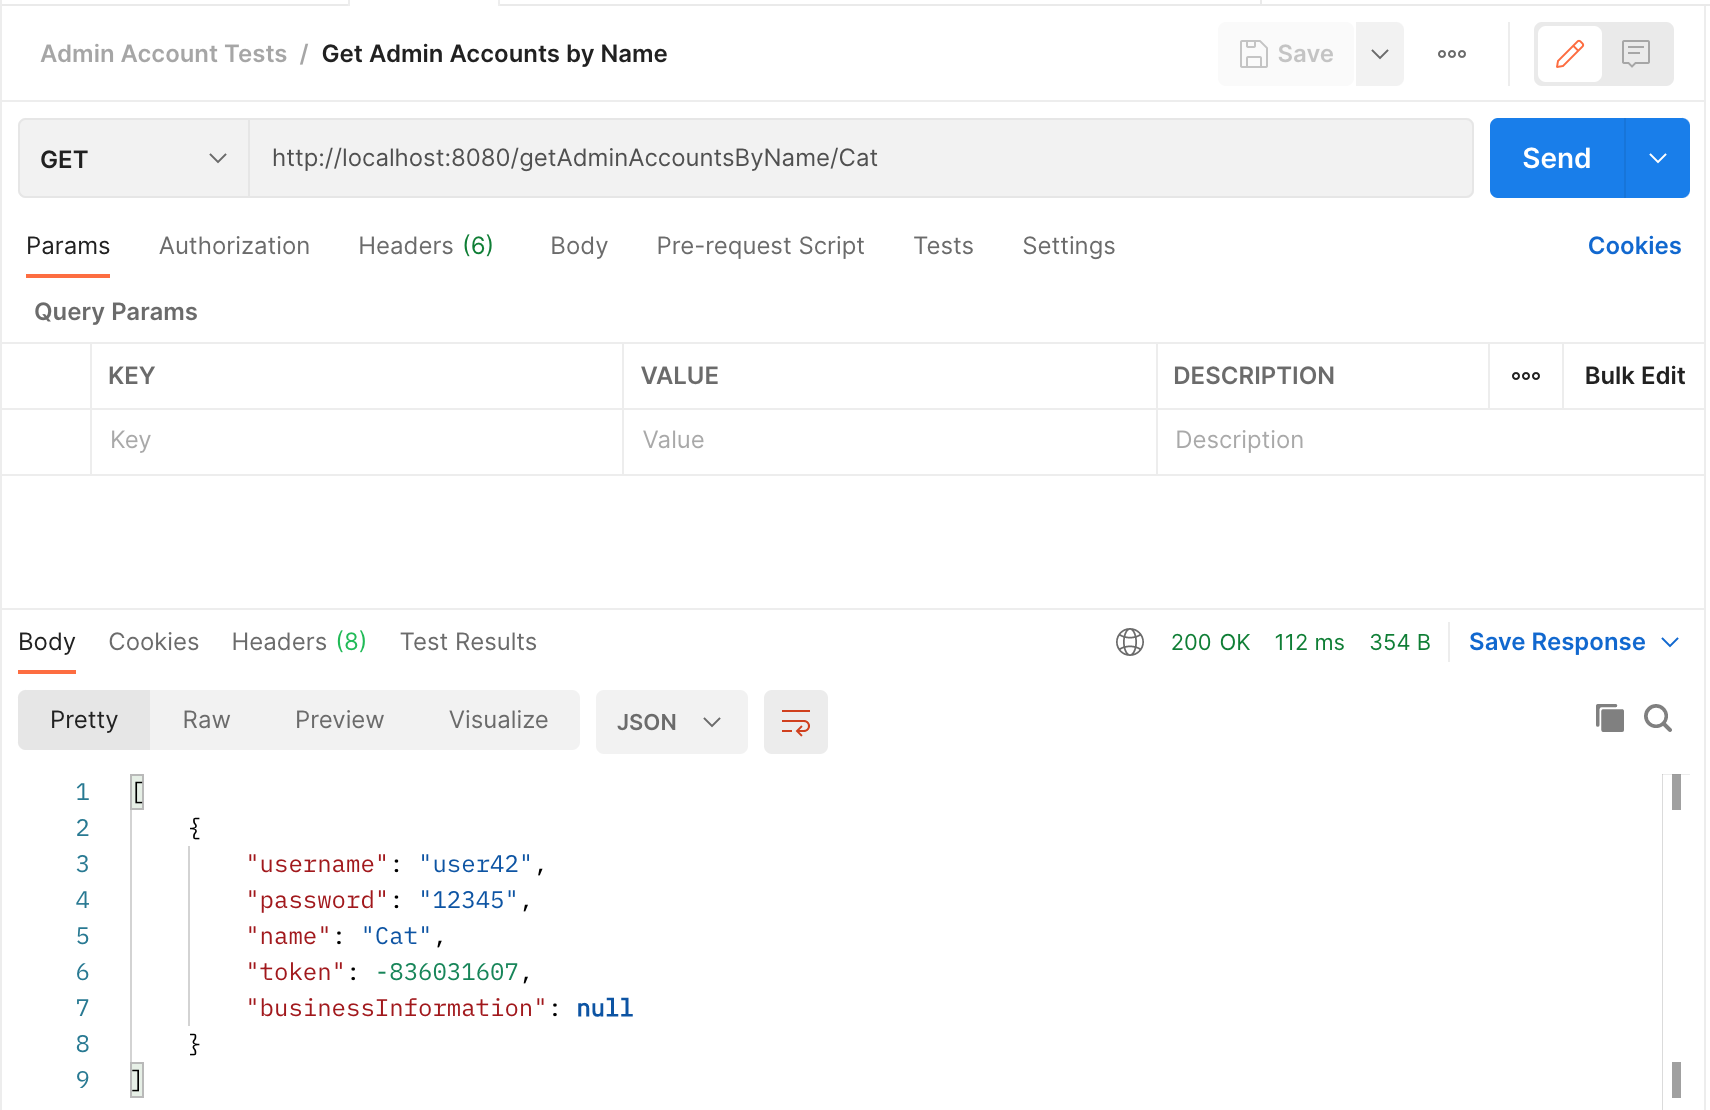 Admin Account Tests / Get Admin Accounts by Name
Save
GET
http://localhost:8080/getAdminAccountsByName/Cat
Send
Params Authorization Headers (6) Body Pre-request Script Tests Settings Cookies
Query Params
KEY VALUE DESCRIPTION ooo Bulk Edit
Key Value Description
Body Cookies Headers (8) Test Results 200 OK 112 ms 354 B Save Response
Pretty Raw Preview Visualize JSON
1 [
2 {
3 "username": "user42",
4 "password": "12345",
5 "name": "Cat",
6 "token": -836031607,
7 "businessInformation": null
8 }
9 ]